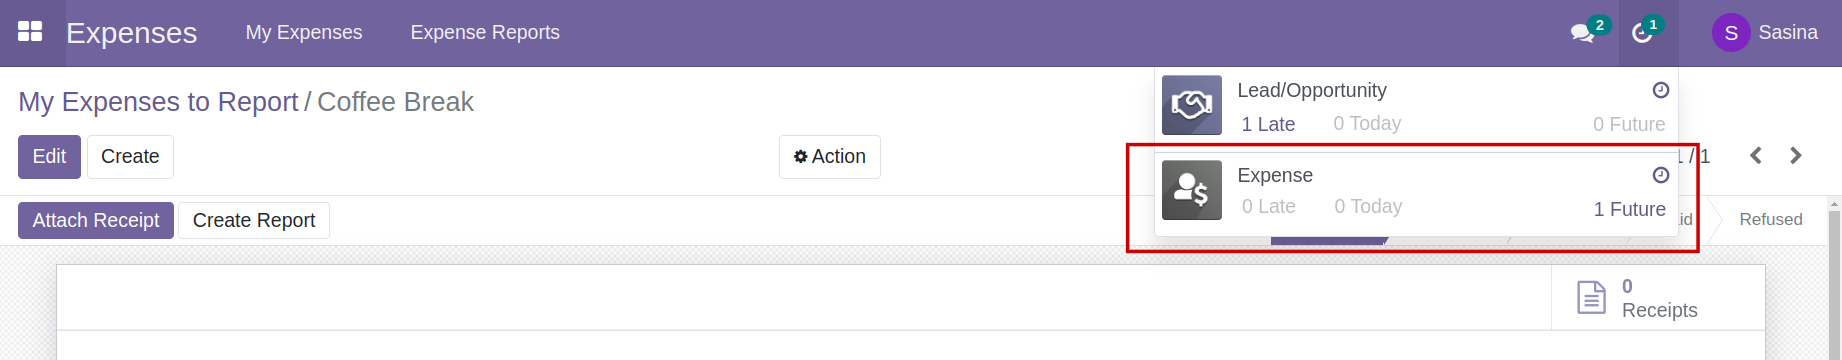 Expenses My Expenses Expense Reports 2 1 S Sasina
My Expenses to Report / Coffee Break
Lead/Opportunity
1 Late 0 Today 0 Future
Edit Create Action / 1
Expense
0 Late 0 Today 1 Future
Attach Receipt Create Report Refused
0
Receipts